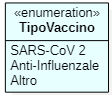 «enumeration»
TipoVaccino
SARS-CoV 2
Anti-Influenzale
Altro